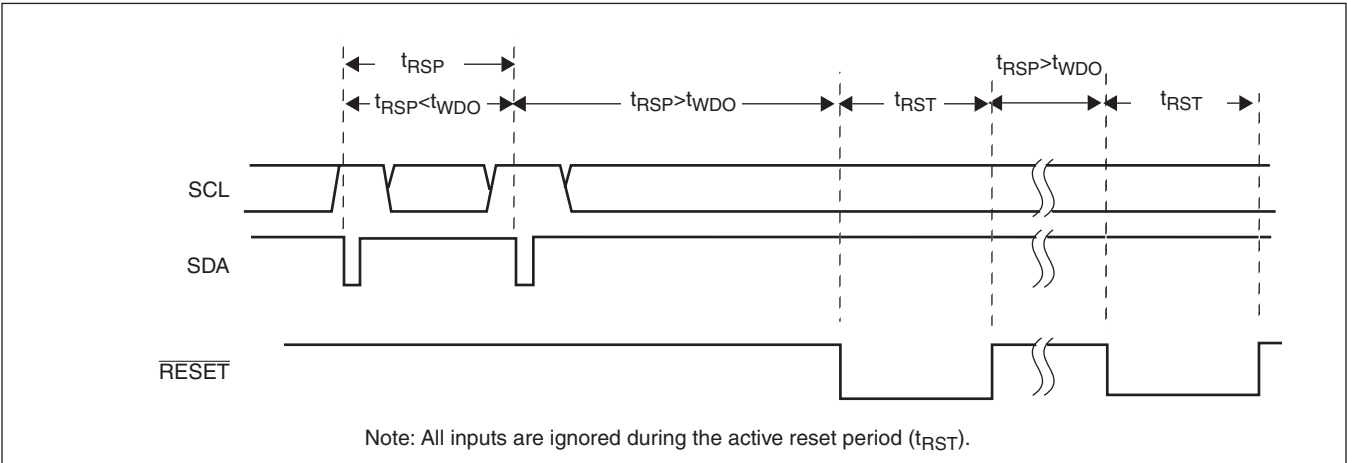 tRSP
tRSP>tWDO
tRSP<tWDO
tRSP>tWDO
tRST
tRST
SCL
SDA
RESET
Note: All inputs are ignored during the active reset period (tRST).